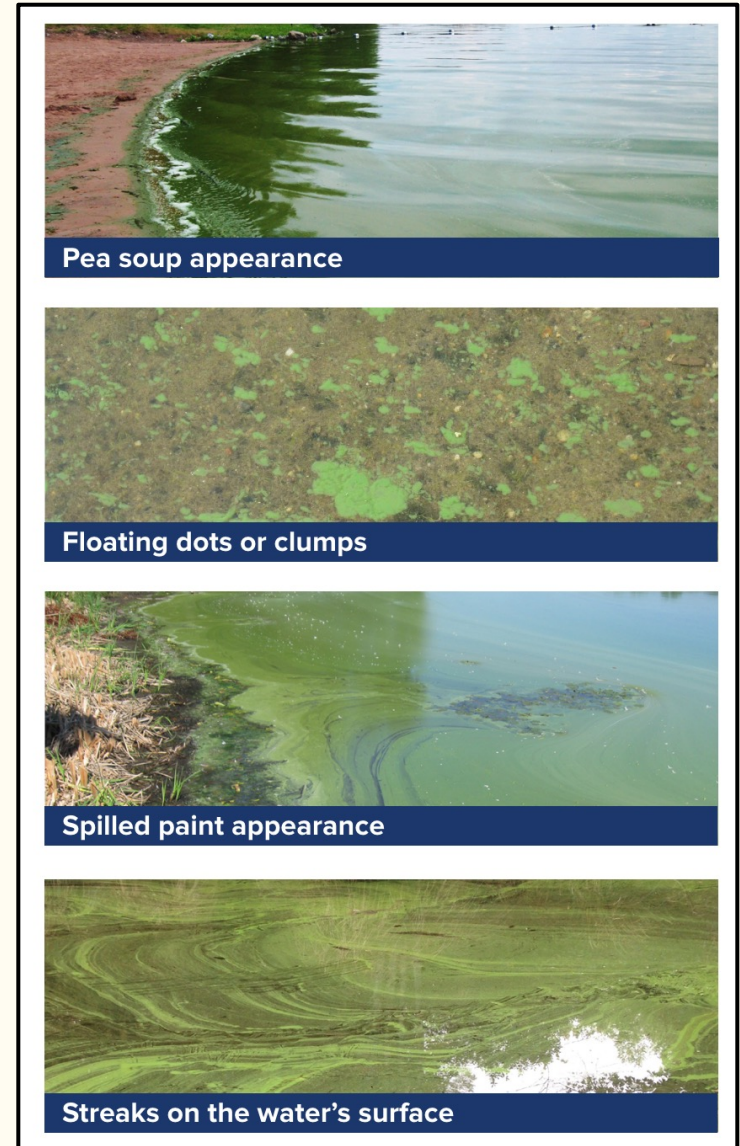 Pea soup appearance
Floating dots or clumps
Spilled paint appearance
Streaks on the water's surface